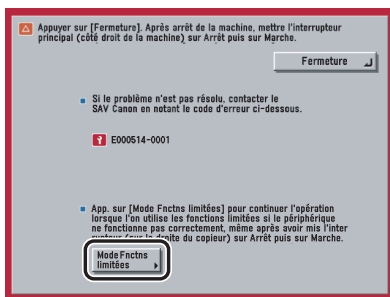 Appuyer sur [Fermeture]. Après arrêt de la machine, mettre l'interrupteur
principal (côté droit de la machine) sur Arrêt puis sur Marche.
Fermeture
Si le problème n'est pas résolu, contacter le
SAV Canon en notant le code d'erreur ci-dessous.
E000514-0001
App. sur [Mode Fnctns limitées] pour continuer l'opération
lorsque l'on utilise les fonctions limitées si le périphérique
ne fonctionne pas correctement, même après avoir mis l'inter
rupteur (sur la droite du copieur) sur Arrêt puis sur Marche.
Mode Fnctns
limitées